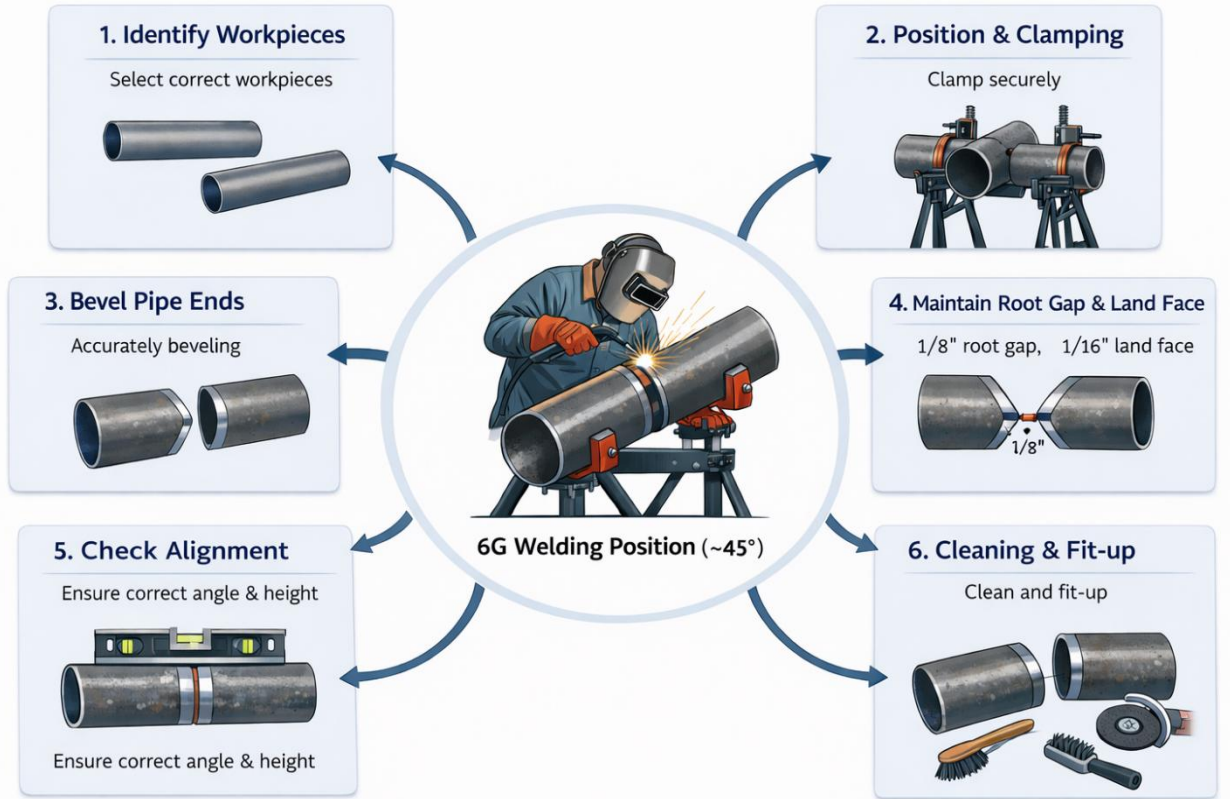 1. Identify Workpieces
Select correct workpieces
2. Position & Clamping
Clamp securely
3. Bevel Pipe Ends
Accurately beveling
4. Maintain Root Gap & Land Face
1/8" root gap, 1/16" land face
1/8"
6G Welding Position (~45°)
5. Check Alignment
Ensure correct angle & height
Ensure correct angle & height
6. Cleaning & Fit-up
Clean and fit-up